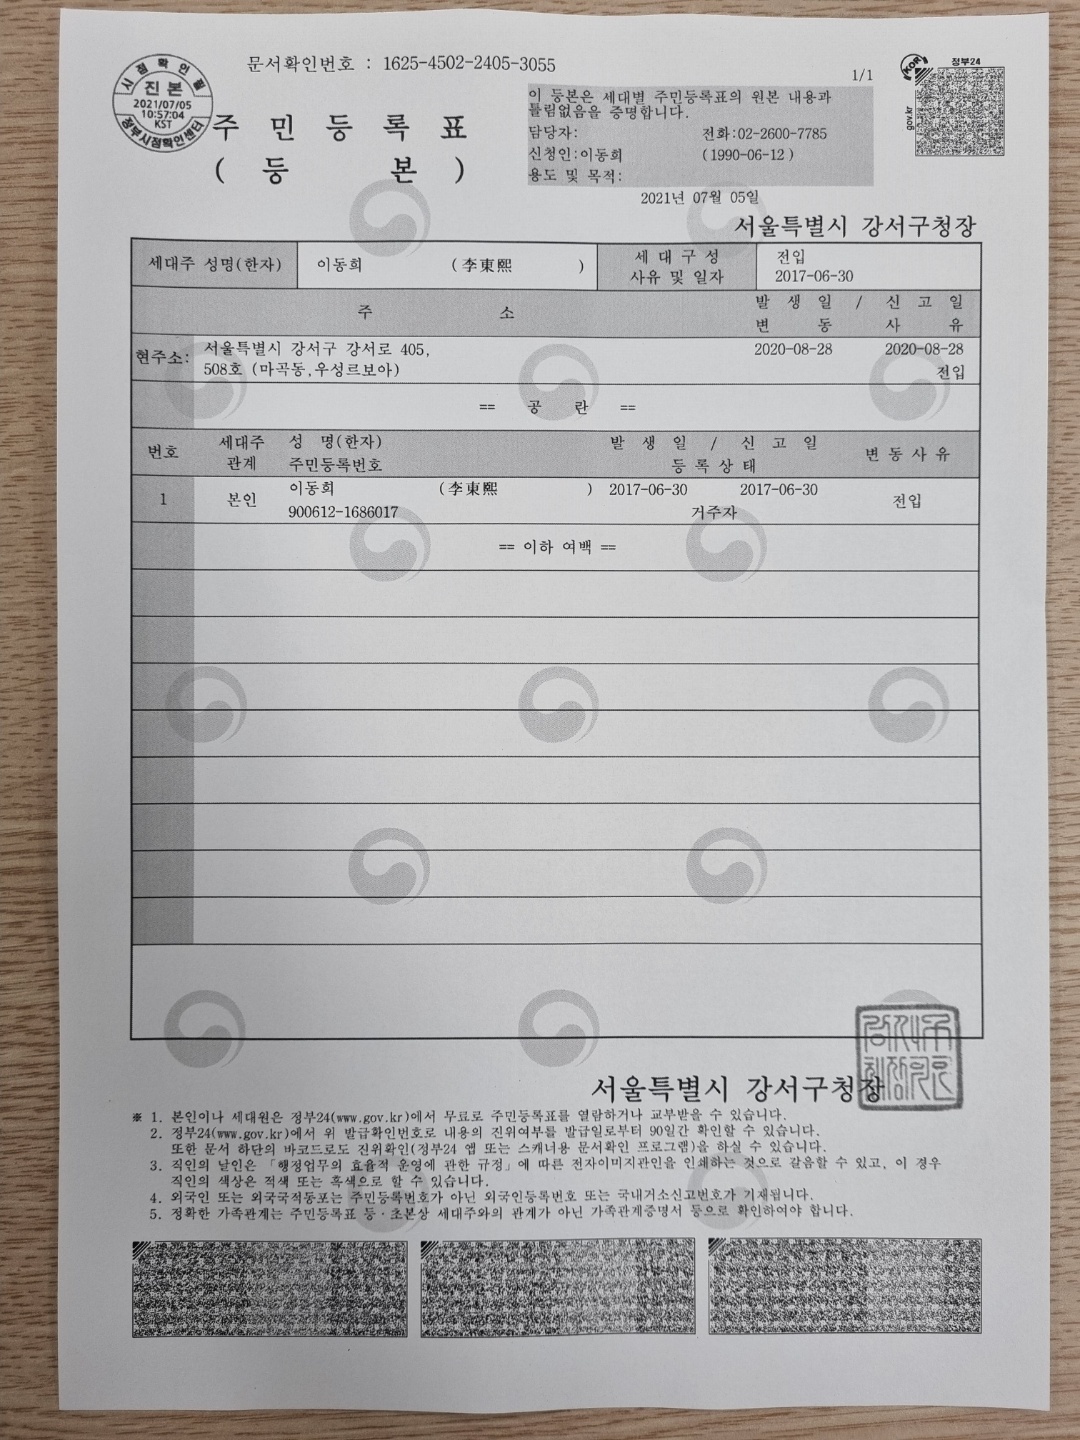 문서확인번호 : 1625-4502-2405-3055
시점확인필
진본
2021/07/05
10:57:04
KST
정부시점확인센터
1/1
정부24
주민등록표
( 등 본 )
이 등본은 세대별 주민등록표의 원본 내용과
틀림없음을 증명합니다.
담당자: 전화:02-2600-7785
신청인:이동희 (1990-06-12 )
용도 및 목적:
2021년 07월 05일
서울특별시 강서구청장
세대주 성명(한자) 이동희 (李東熙 ) 세 대 구 성 전입
사유 및 일자 2017-06-30
주 소 발 생 일 / 신 고 일
변 동 사 유
현주소: 서울특별시 강서구 강서로 405, 2020-08-28 2020-08-28
508호 (마곡동,우성르보아) 전입
== 공 란 ==
번호 세대주 성 명(한자) 발 생 일 / 신 고 일 변동사유
관계 주민등록번호 등록상태
1 본인 이동희 (李東熙 ) 2017-06-30 2017-06-30 전입
900612-1686017 거주자
== 이하 여백 ==
서울특별시 강서구청장
※ 1. 본인이나 세대원은 정부24(www.gov.kr)에서 무료로 주민등록표를 열람하거나 교부받을 수 있습니다.
2. 정부24(www.gov.kr)에서 위 발급확인번호로 내용의 진위여부를 발급일로부터 90일간 확인할 수 있습니다.
또한 문서 하단의 바코드로도 진위확인(정부24 앱 또는 스캐너용 문서확인 프로그램)을 하실 수 있습니다.
3. 직인의 날인은 「행정업무의 효율적 운영에 관한 규정」에 따른 전자이미지관인을 인쇄하는 것으로 갈음할 수 있고, 이 경우
직인의 색상은 적색 또는 흑색으로 할 수 있습니다.
4. 외국인 또는 외국국적동포는 주민등록번호가 아닌 외국인등록번호 또는 국내거소신고번호가 기재됩니다.
5. 정확한 가족관계는 주민등록표 등·초본상 세대주와의 관계가 아닌 가족관계증명서 등으로 확인하여야 합니다.